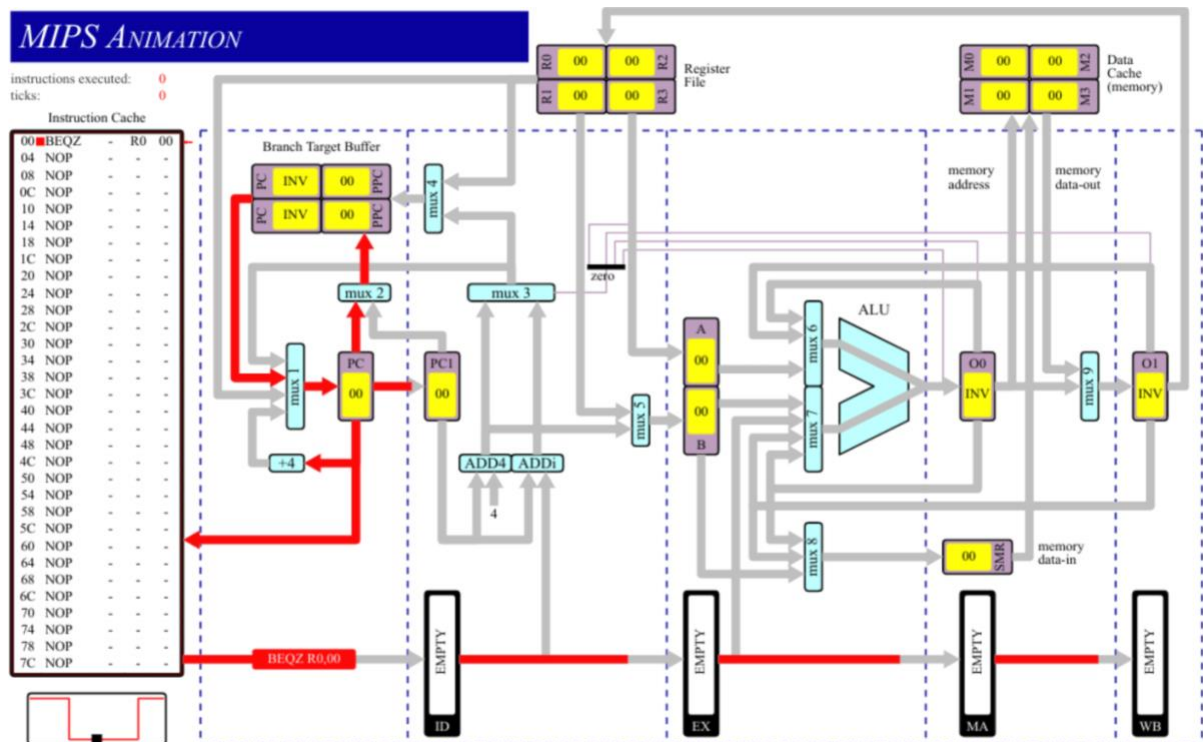 MIPS ANIMATION
instructions executed: 0
ticks: 0
Instruction Cache
00 BEQZ - R0 00
04 NOP - - -
08 NOP - - -
0C NOP - - -
10 NOP - - -
14 NOP - - -
18 NOP - - -
1C NOP - - -
20 NOP - - -
24 NOP - - -
28 NOP - - -
2C NOP - - -
30 NOP - - -
34 NOP - - -
38 NOP - - -
3C NOP - - -
40 NOP - - -
44 NOP - - -
48 NOP - - -
4C NOP - - -
50 NOP - - -
54 NOP - - -
58 NOP - - -
5C NOP - - -
60 NOP - - -
64 NOP - - -
68 NOP - - -
6C NOP - - -
70 NOP - - -
74 NOP - - -
78 NOP - - -
7C NOP - - -
R0 00 00 R2
R1 00 00 R3
Register
File
M0 00 00 M2
M1 00 00 M3
Data
Cache
(memory)
Branch Target Buffer
PC INV 00 PPC
PC INV 00 PPC
mux 4
memory
address
memory
data-out
zero
mux 2
mux 3
mux 1
PC
00
PC1
00
+4
ADD4
ADDi
4
mux 5
A
00
00
B
mux 6
mux 7
ALU
mux 8
O0
INV
mux 9
O1
INV
00 SMR
memory
data-in
BEQZ R0,00
EMPTY
ID
EMPTY
EX
EMPTY
MA
EMPTY
WB